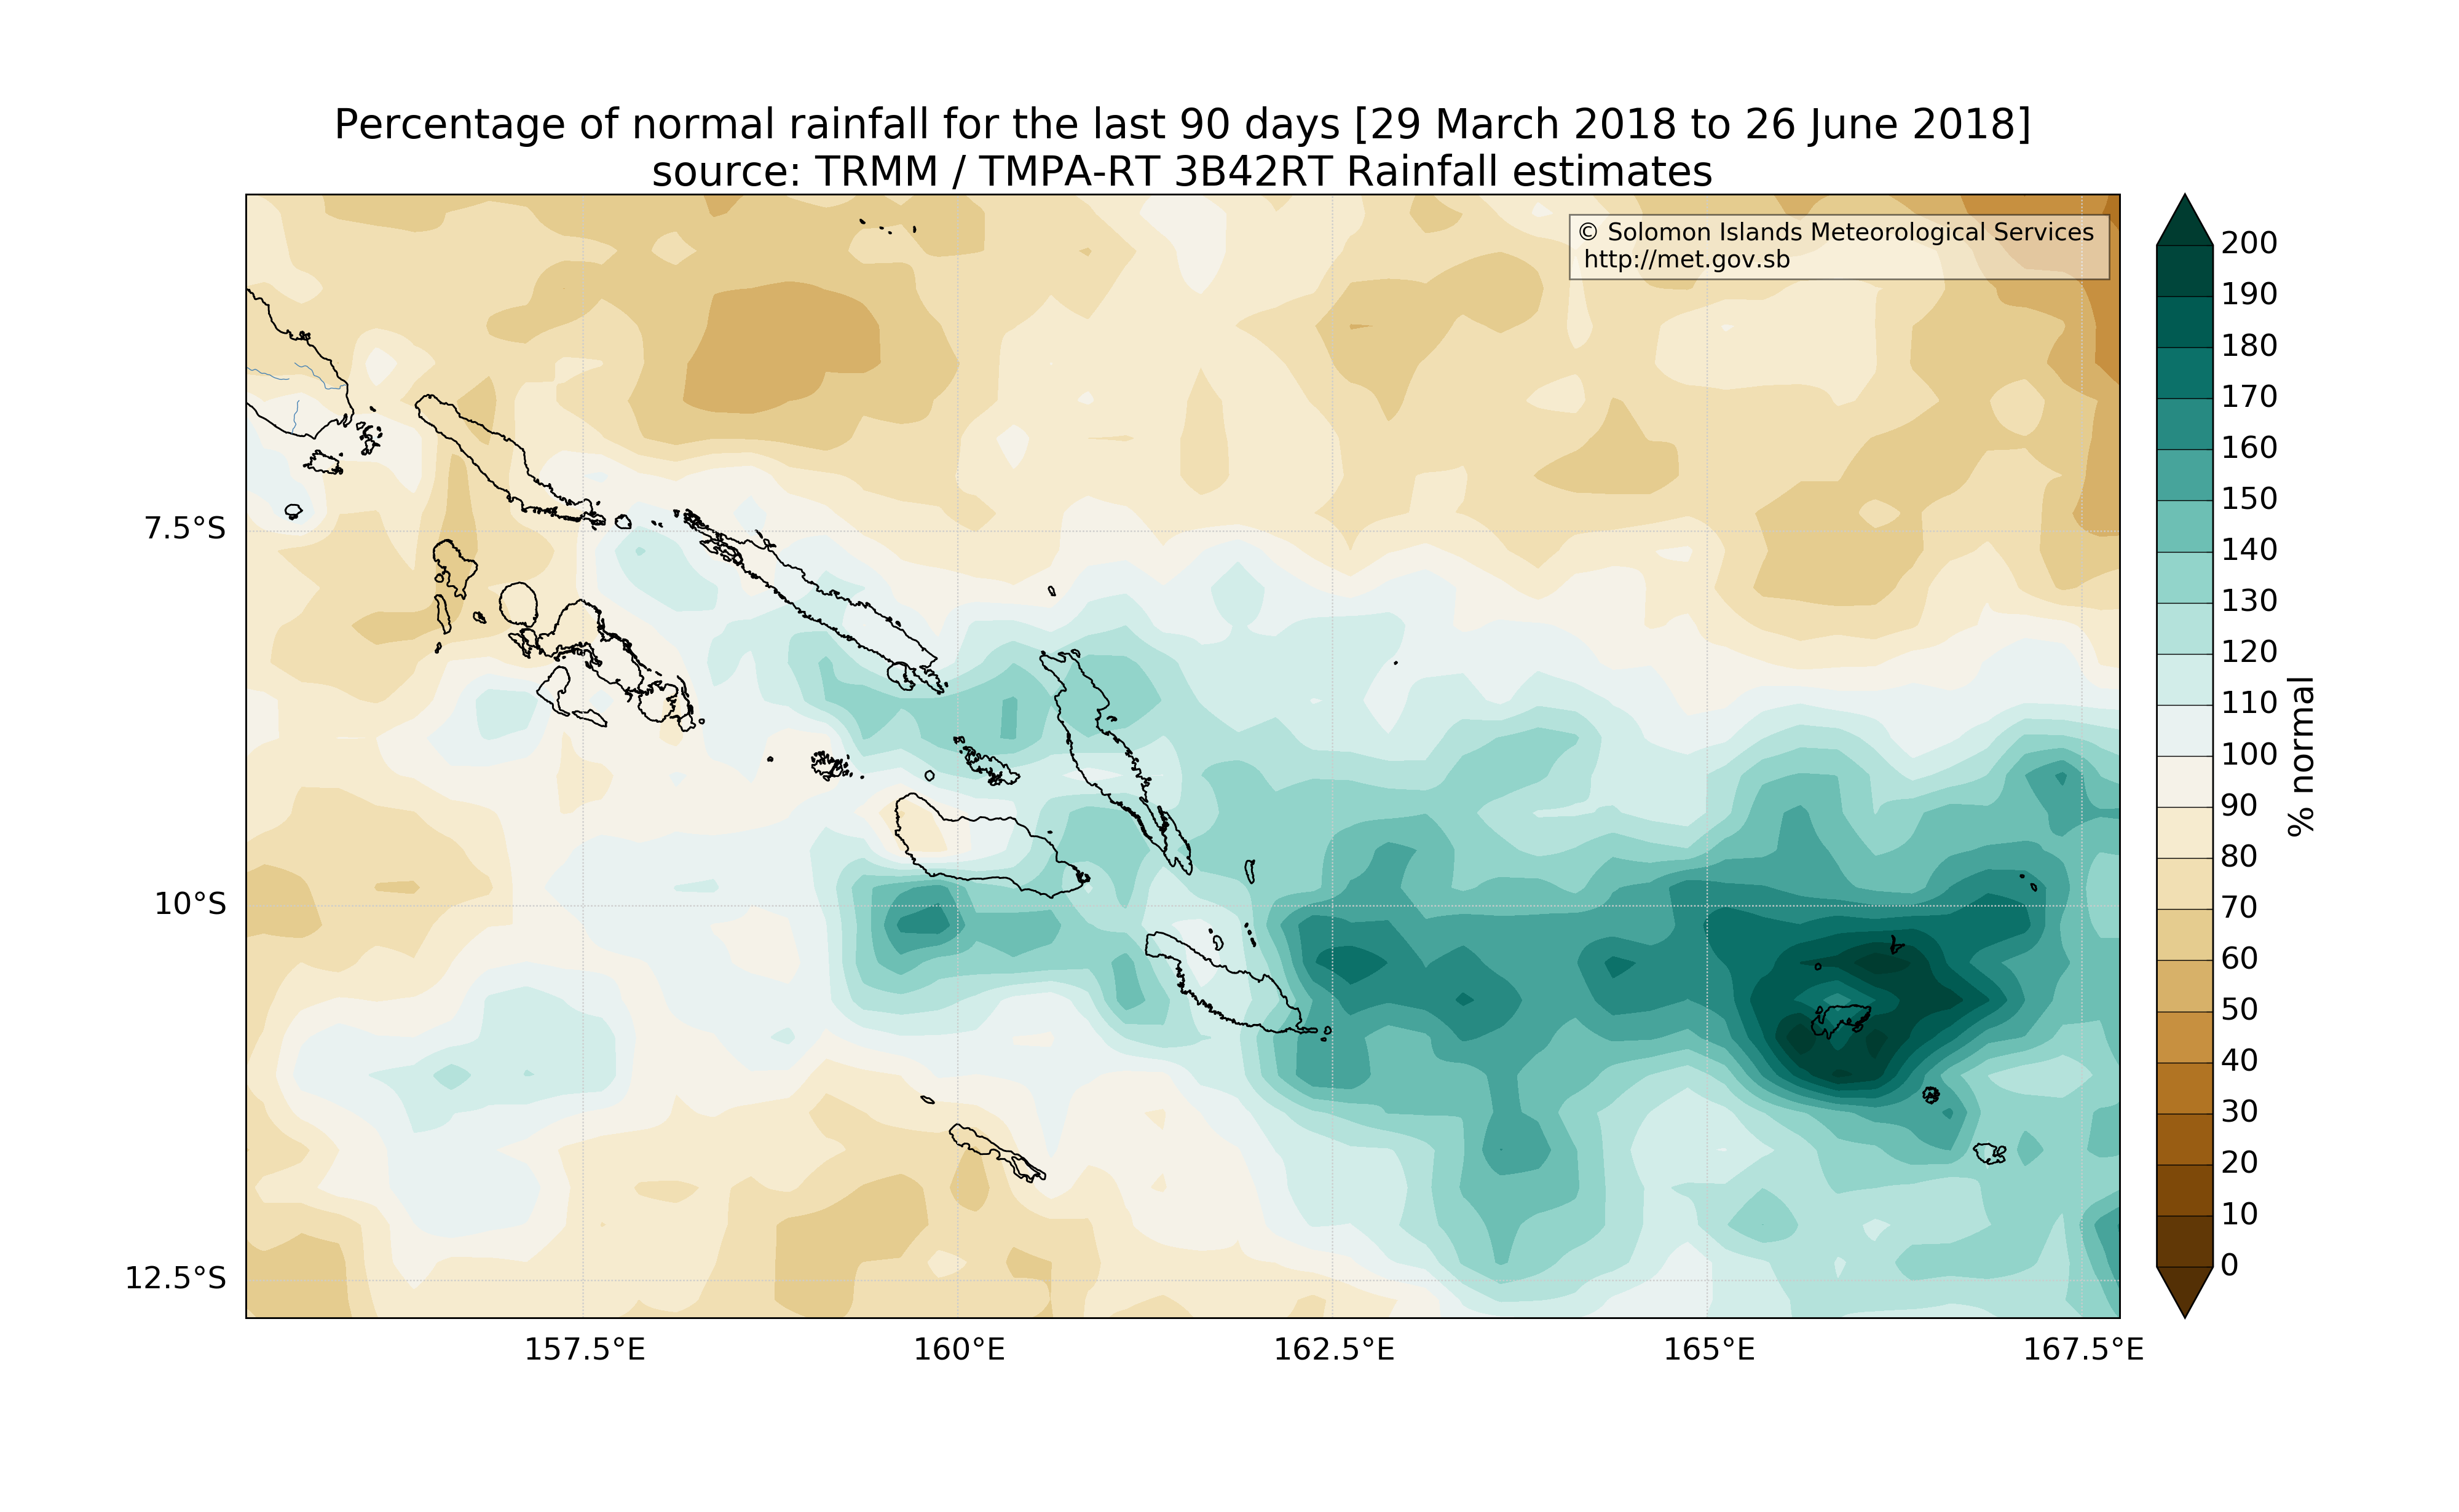 Percentage of normal rainfall for the last 90 days [29 March 2018 to 26 June 2018]
source: TRMM / TMPA-RT 3B42RT Rainfall estimates
© Solomon Islands Meteorological Services
http://met.gov.sb
7.5°S
10°S
12.5°S
157.5°E
160°E
162.5°E
165°E
167.5°E
200
190
180
170
160
150
140
130
120
110
100
90
80
70
60
50
40
30
20
10
0
% normal